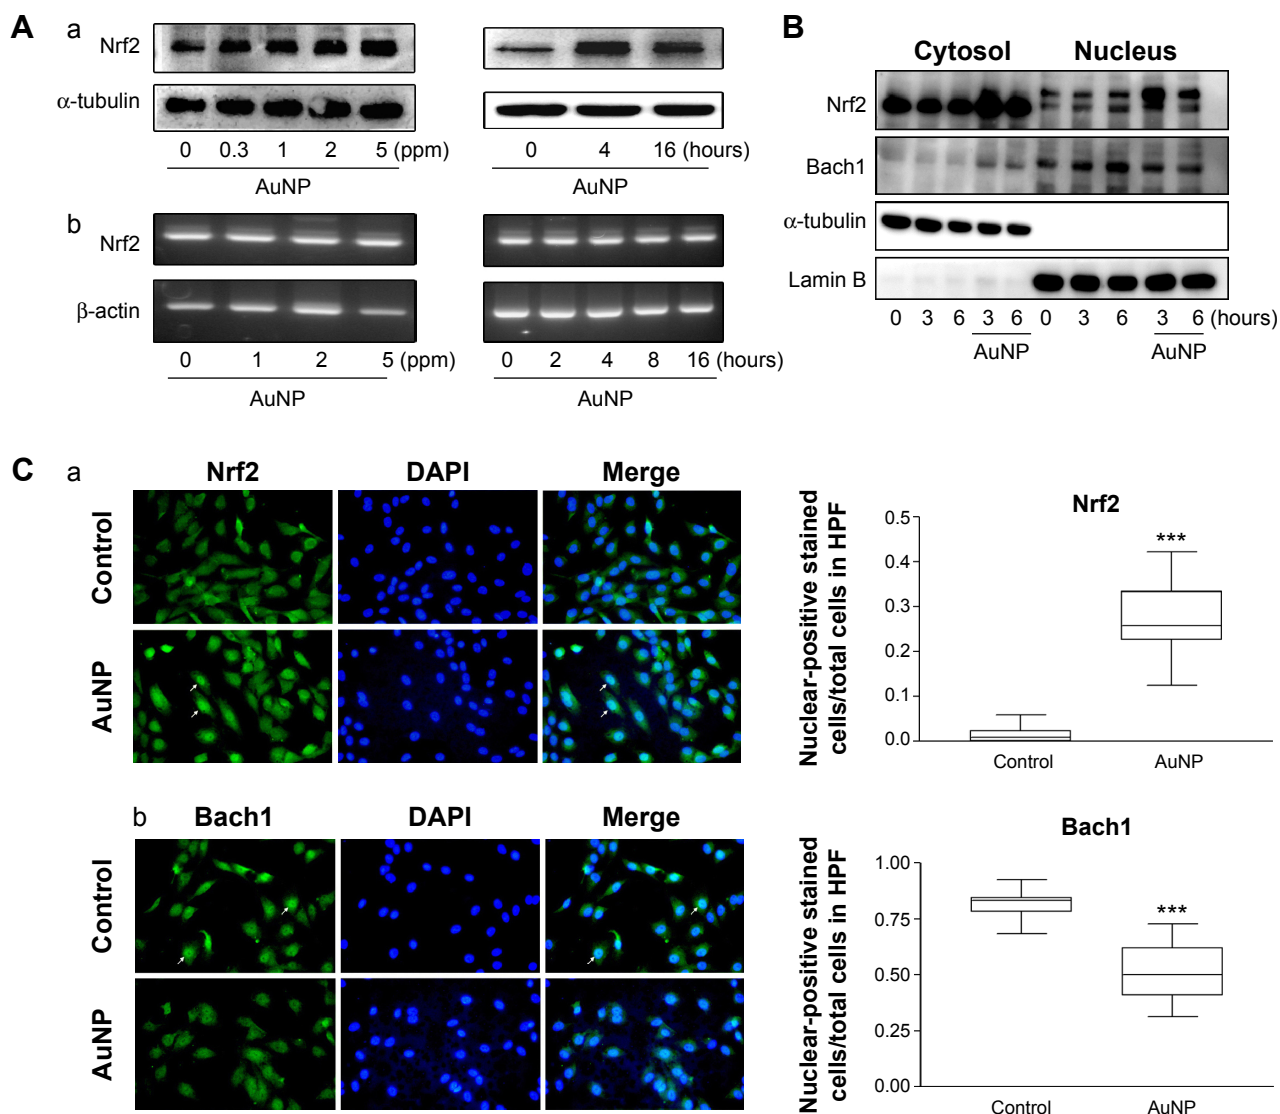 A
a
Nrf2
α-tubulin
0 0.3 1 2 5 (ppm)
AuNP
0 4 16 (hours)
AuNP
b
Nrf2
β-actin
0 1 2 5 (ppm)
AuNP
0 2 4 8 16 (hours)
AuNP
B
Cytosol Nucleus
Nrf2
Bach1
α-tubulin
Lamin B
0 3 6 3 6 0 3 6 3 6 (hours)
AuNP AuNP
C
a
Nrf2 DAPI Merge
Control
AuNP
Nrf2
Nuclear-positive stained
cells/total cells in HPF
0.5
0.4
0.3
0.2
0.1
0.0
***
Control AuNP
b
Bach1 DAPI Merge
Control
AuNP
Bach1
Nuclear-positive stained
cells/total cells in HPF
1.00
0.75
0.50
0.25
0.00
***
Control AuNP